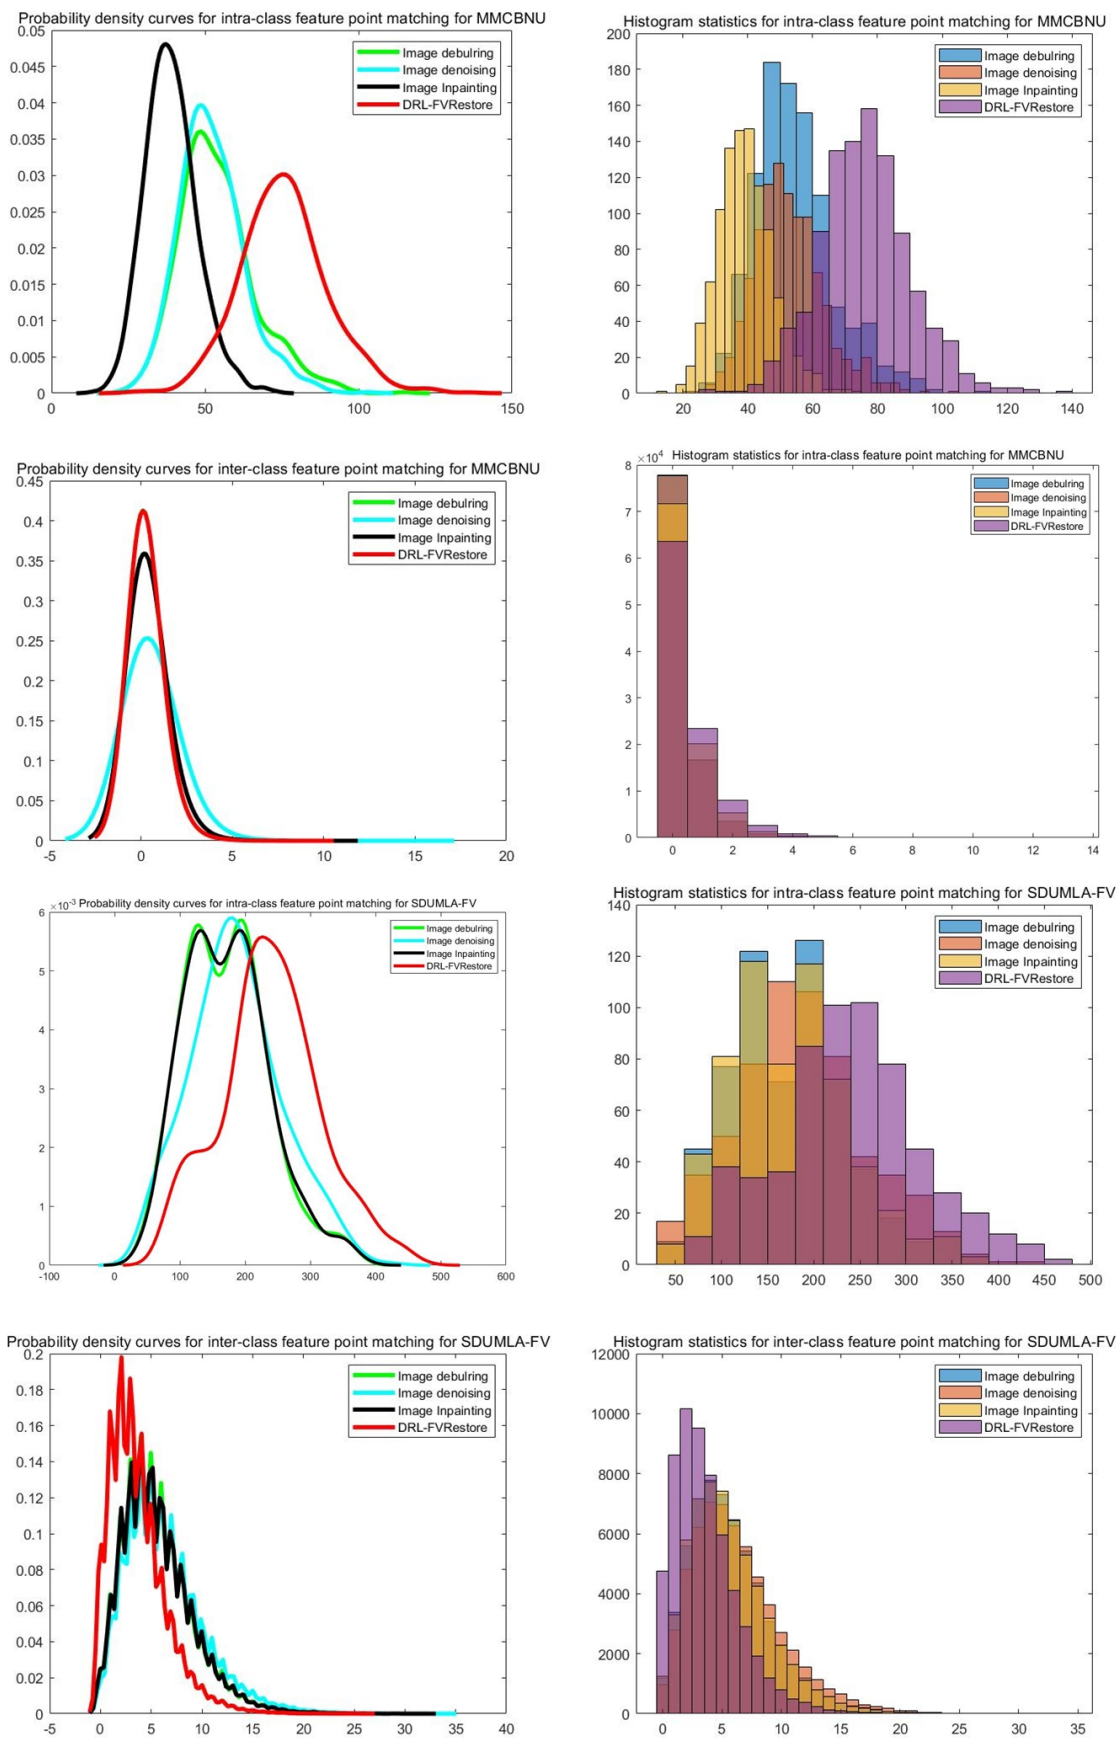 Probability density curves for intra-class feature point matching for MMCBNU
0.05
0.045
0.04
0.035
0.03
0.025
0.02
0.015
0.01
0.005
0
0 50 100 150
Image debulring
Image denoising
Image Inpainting
DRL-FVRestore
Histogram statistics for intra-class feature point matching for MMCBNU
200
180
160
140
120
100
80
60
40
20
0
20 40 60 80 100 120 140
Image debulring
Image denoising
Image Inpainting
DRL-FVRestore
Probability density curves for inter-class feature point matching for MMCBNU
0.45
0.4
0.35
0.3
0.25
0.2
0.15
0.1
0.05
0
-5 0 5 10 15 20
Image debulring
Image denoising
Image Inpainting
DRL-FVRestore
×10⁴ Histogram statistics for intra-class feature point matching for MMCBNU
8
7
6
5
4
3
2
1
0
0 2 4 6 8 10 12 14
Image debulring
Image denoising
Image Inpainting
DRL-FVRestore
×10⁻³ Probability density curves for intra-class feature point matching for SDUMLA-FV
6
5
4
3
2
1
0
-100 0 100 200 300 400 500 600
Image debulring
Image denoising
Image Inpainting
DRL-FVRestore
Histogram statistics for intra-class feature point matching for SDUMLA-FV
140
120
100
80
60
40
20
0
50 100 150 200 250 300 350 400 450 500
Image debulring
Image denoising
Image Inpainting
DRL-FVRestore
Probability density curves for inter-class feature point matching for SDUMLA-FV
0.2
0.18
0.16
0.14
0.12
0.1
0.08
0.06
0.04
0.02
0
-5 0 5 10 15 20 25 30 35 40
Image debulring
Image denoising
Image Inpainting
DRL-FVRestore
Histogram statistics for inter-class feature point matching for SDUMLA-FV
12000
10000
8000
6000
4000
2000
0
0 5 10 15 20 25 30 35
Image debulring
Image denoising
Image Inpainting
DRL-FVRestore